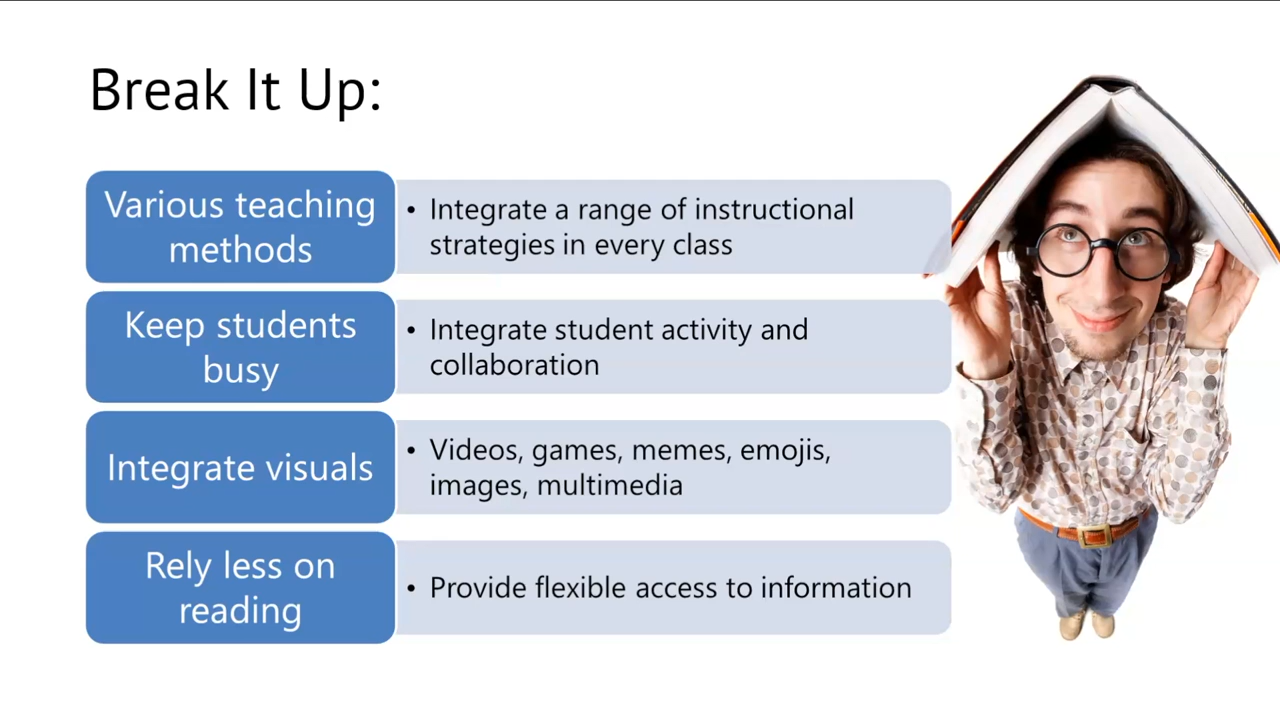 Break It Up:
Various teaching
methods
• Integrate a range of instructional
strategies in every class
Keep students
busy
• Integrate student activity and
collaboration
Integrate visuals
• Videos, games, memes, emojis,
images, multimedia
Rely less on
reading
• Provide flexible access to information